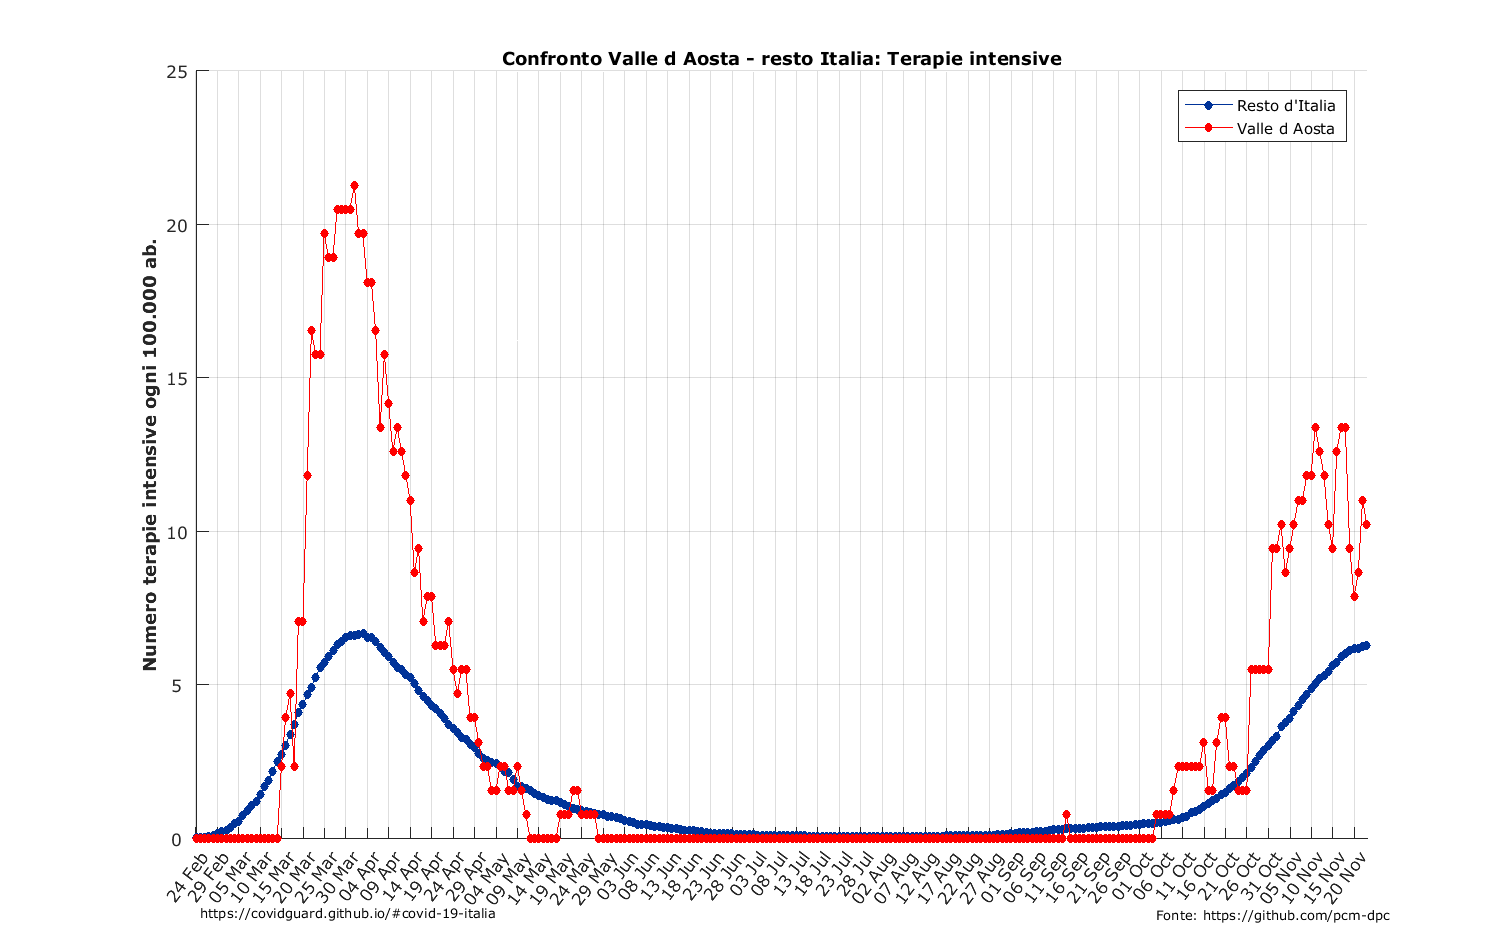 Confronto Valle d Aosta - resto Italia: Terapie intensive
Resto d'Italia
Valle d Aosta
Numero terapie intensive ogni 100.000 ab.
25
20
15
10
5
0
24 Feb
29 Feb
05 Mar
10 Mar
15 Mar
20 Mar
25 Mar
30 Mar
04 Apr
09 Apr
14 Apr
19 Apr
24 Apr
29 Apr
04 May
09 May
14 May
19 May
24 May
29 May
03 Jun
08 Jun
13 Jun
18 Jun
23 Jun
28 Jun
03 Jul
08 Jul
13 Jul
18 Jul
23 Jul
28 Jul
02 Aug
07 Aug
12 Aug
17 Aug
22 Aug
27 Aug
01 Sep
06 Sep
11 Sep
16 Sep
21 Sep
26 Sep
01 Oct
06 Oct
11 Oct
16 Oct
21 Oct
26 Oct
31 Oct
05 Nov
10 Nov
15 Nov
20 Nov
https://covidguard.github.io/#covid-19-italia
Fonte: https://github.com/pcm-dpc